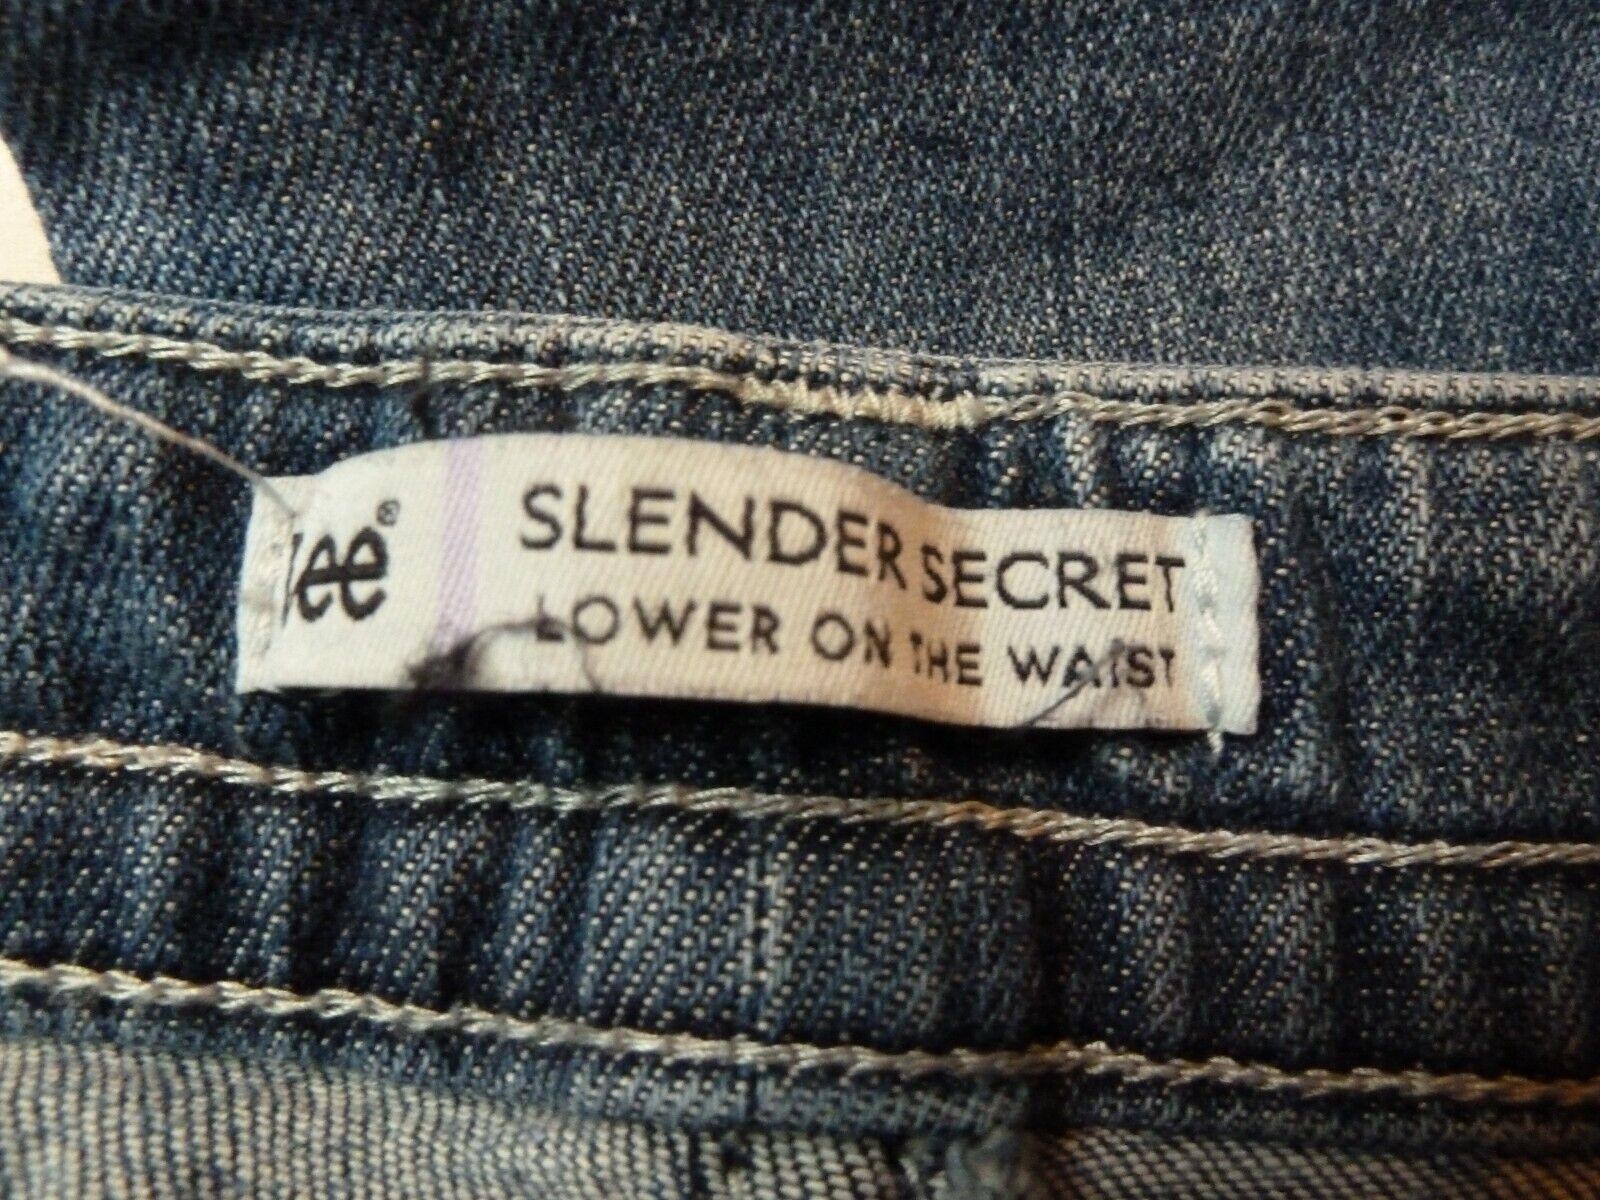 Lee®
SLENDER SECRET
LOWER ON THE WAIST